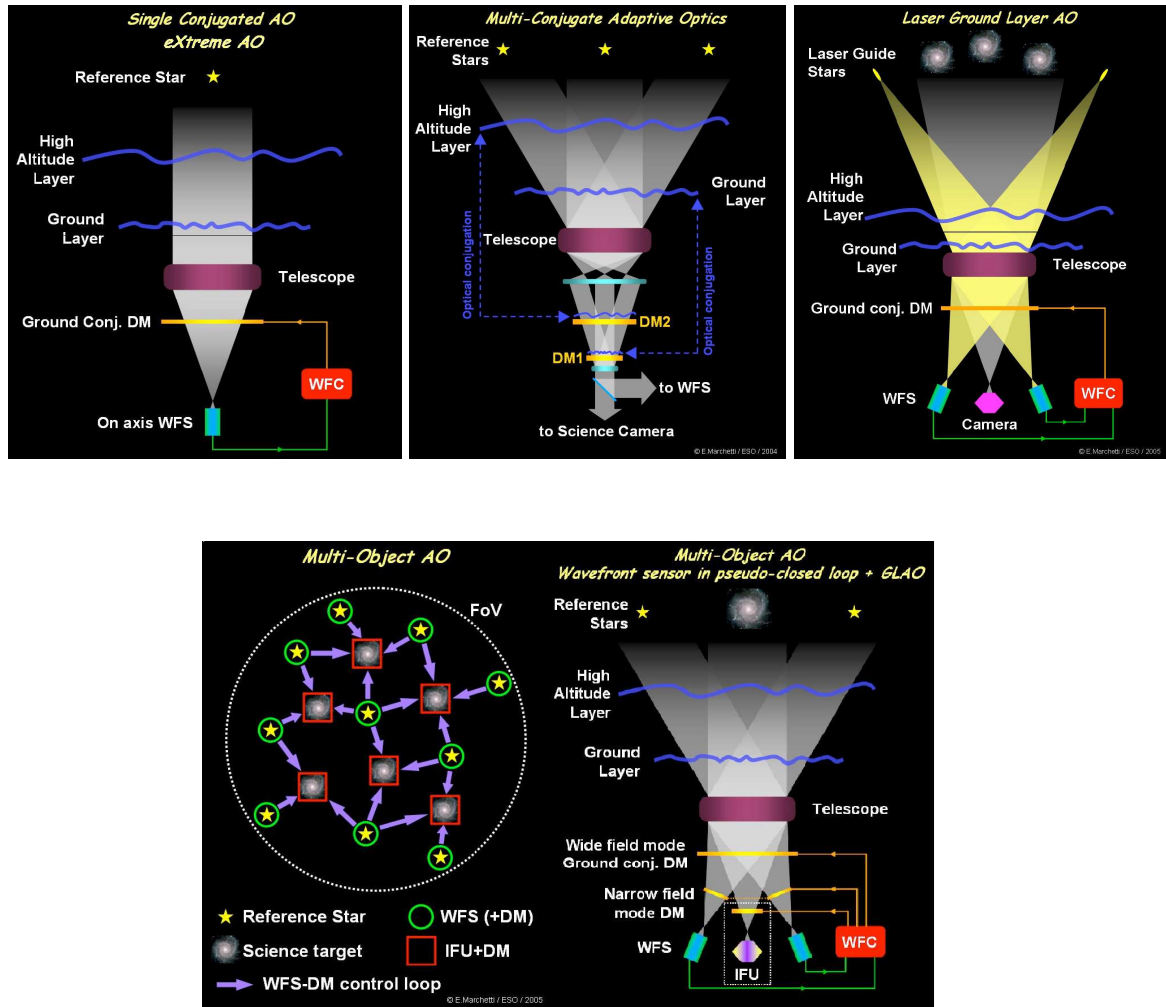 Single Conjugated AO
eXtreme AO
Reference Star
High
Altitude
Layer
Ground
Layer
Telescope
Ground Conj. DM
WFC
On axis WFS
Multi-Conjugate Adaptive Optics
Reference
Stars
High
Altitude
Layer
Ground
Layer
Telescope
Optical conjugation
Optical conjugation
DM2
DM1
to WFS
to Science Camera
© E.Marchetti / ESO / 2004
Laser Ground Layer AO
Laser Guide
Stars
High
Altitude
Layer
Ground
Layer
Telescope
Ground conj. DM
WFS
WFC
Camera
© E.Marchetti / ESO / 2005
Multi-Object AO
FoV
Reference Star
WFS (+DM)
Science target
IFU+DM
WFS-DM control loop
© E.Marchetti / ESO / 2005
Multi-Object AO
Wavefront sensor in pseudo-closed loop + GLAO
Reference
Stars
High
Altitude
Layer
Ground
Layer
Telescope
Wide field mode
Ground conj. DM
Narrow field
mode DM
WFS
WFC
IFU